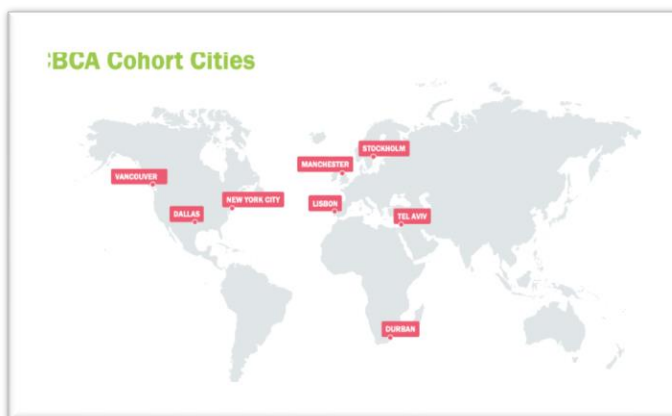 BCA Cohort Cities
STOCKHOLM
MANCHESTER
VANCOUVER
NEW YORK CITY
LISBON
DALLAS
TEL AVIV
DURBAN